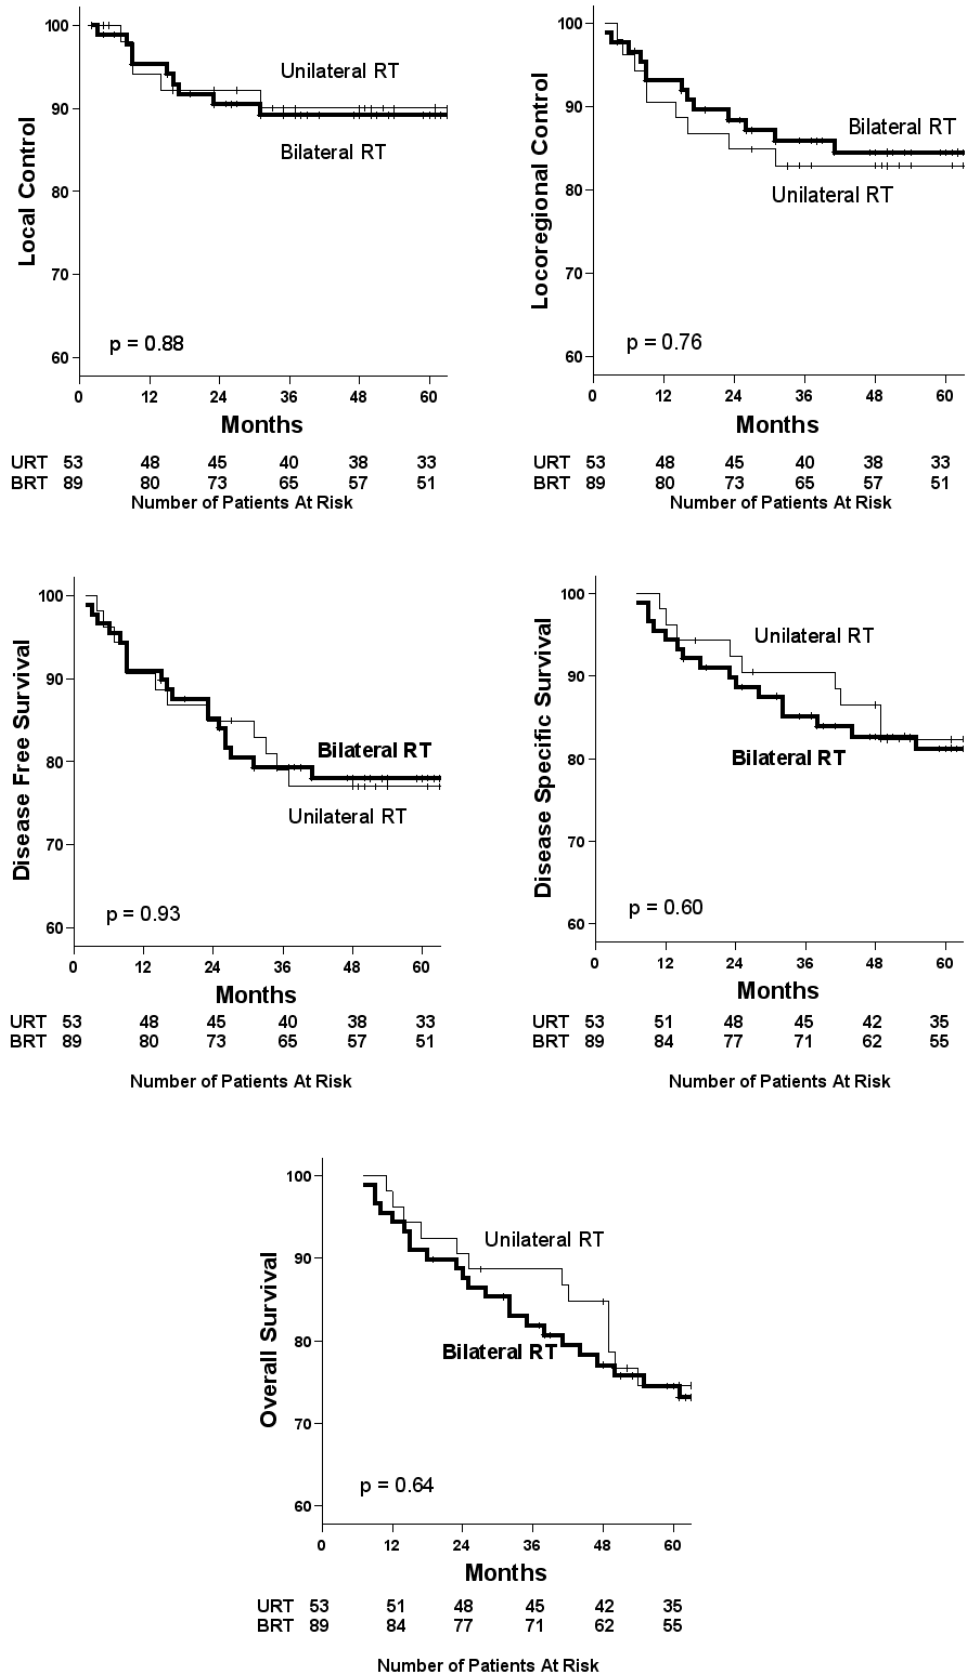 100
90
80
70
60
Local Control
Unilateral RT
Bilateral RT
p = 0.88
0 12 24 36 48 60
Months
URT 53 48 45 40 38 33
BRT 89 80 73 65 57 51
Number of Patients At Risk
100
90
80
70
60
Locoregional Control
Bilateral RT
Unilateral RT
p = 0.76
0 12 24 36 48 60
Months
URT 53 48 45 40 38 33
BRT 89 80 73 65 57 51
Number of Patients At Risk
100
90
80
70
60
Disease Free Survival
Bilateral RT
Unilateral RT
p = 0.93
0 12 24 36 48 60
Months
URT 53 48 45 40 38 33
BRT 89 80 73 65 57 51
Number of Patients At Risk
100
90
80
70
60
Disease Specific Survival
Unilateral RT
Bilateral RT
p = 0.60
0 12 24 36 48 60
Months
URT 53 51 48 45 42 35
BRT 89 84 77 71 62 55
Number of Patients At Risk
100
90
80
70
60
Overall Survival
Unilateral RT
Bilateral RT
p = 0.64
0 12 24 36 48 60
Months
URT 53 51 48 45 42 35
BRT 89 84 77 71 62 55
Number of Patients At Risk